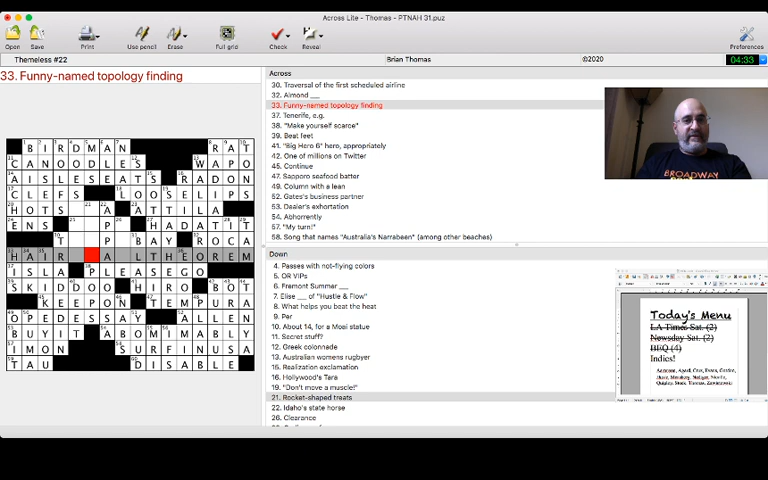 Across Lite - Thomas - PTNAH 31.puz
Open Save Print Use pencil Erase Full grid Check Reveal Preferences
Themeless #22 Brian Thomas ©2020 04:33
33. Funny-named topology finding
Across
30. Traversal of the first scheduled airline
32. Almond ___
33. Funny-named topology finding
37. Tenerife, e.g.
38. "Make yourself scarce"
39. Beat feet
41. "Big Hero 6" hero, appropriately
42. One of millions on Twitter
45. Continue
47. Sapporo seafood batter
49. Column with a lean
52. Gates's business partner
53. Dealer's exhortation
54. Abhorrently
57. "My turn!"
58. Song that names "Australia's Narrabeen" (among other beaches)
Down
4. Passes with not-flying colors
5. OR VIPs
6. Fremont Summer ___
7. Elise ___ of "Hustle & Flow"
8. What helps you beat the heat
9. Per
10. About 14, for a Moai statue
11. Secret stuff?
12. Greek colonnade
13. Australian womens rugbyer
15. Realization exclamation
16. Hollywood's Tara
19. "Don't move a muscle!"
21. Rocket-shaped treats
22. Idaho's state horse
26. Clearance
BIRDMAN RAT
CANOODLES WAPO
AISLESEATS RADON
CLEFS LOOSELIPS
HOTS A ATTILA
ENS P HADATIT
T P BAY ROCA
HAIR A LTHEOREM
ISLA PLEASEGO
SKIDDOO HIRO BOT
KEEPON TEMPURA
OPEDESSAY ALLEN
BUYIT ABOMIMABLY
IMON SURFINUSA
TAU DISABLE
BROADWAY
Today's Menu
LA Times Sat. (2)
Newsday Sat. (2)
BEQ (4)
Indies!